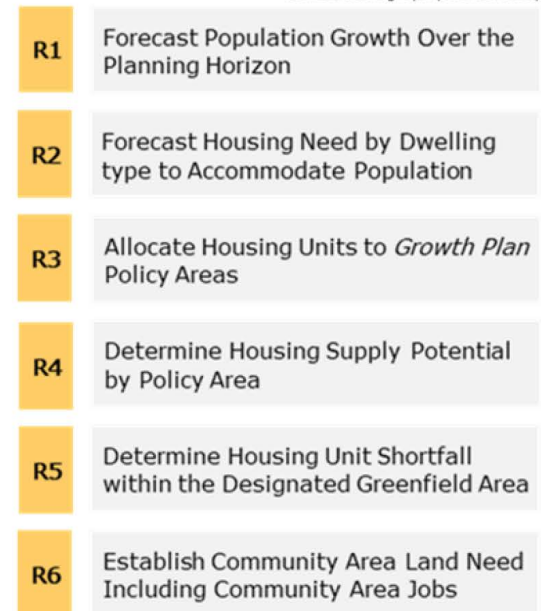 R1
Forecast Population Growth Over the
Planning Horizon
R2
Forecast Housing Need by Dwelling
type to Accommodate Population
R3
Allocate Housing Units to Growth Plan
Policy Areas
R4
Determine Housing Supply Potential
by Policy Area
R5
Determine Housing Unit Shortfall
within the Designated Greenfield Area
R6
Establish Community Area Land Need
Including Community Area Jobs